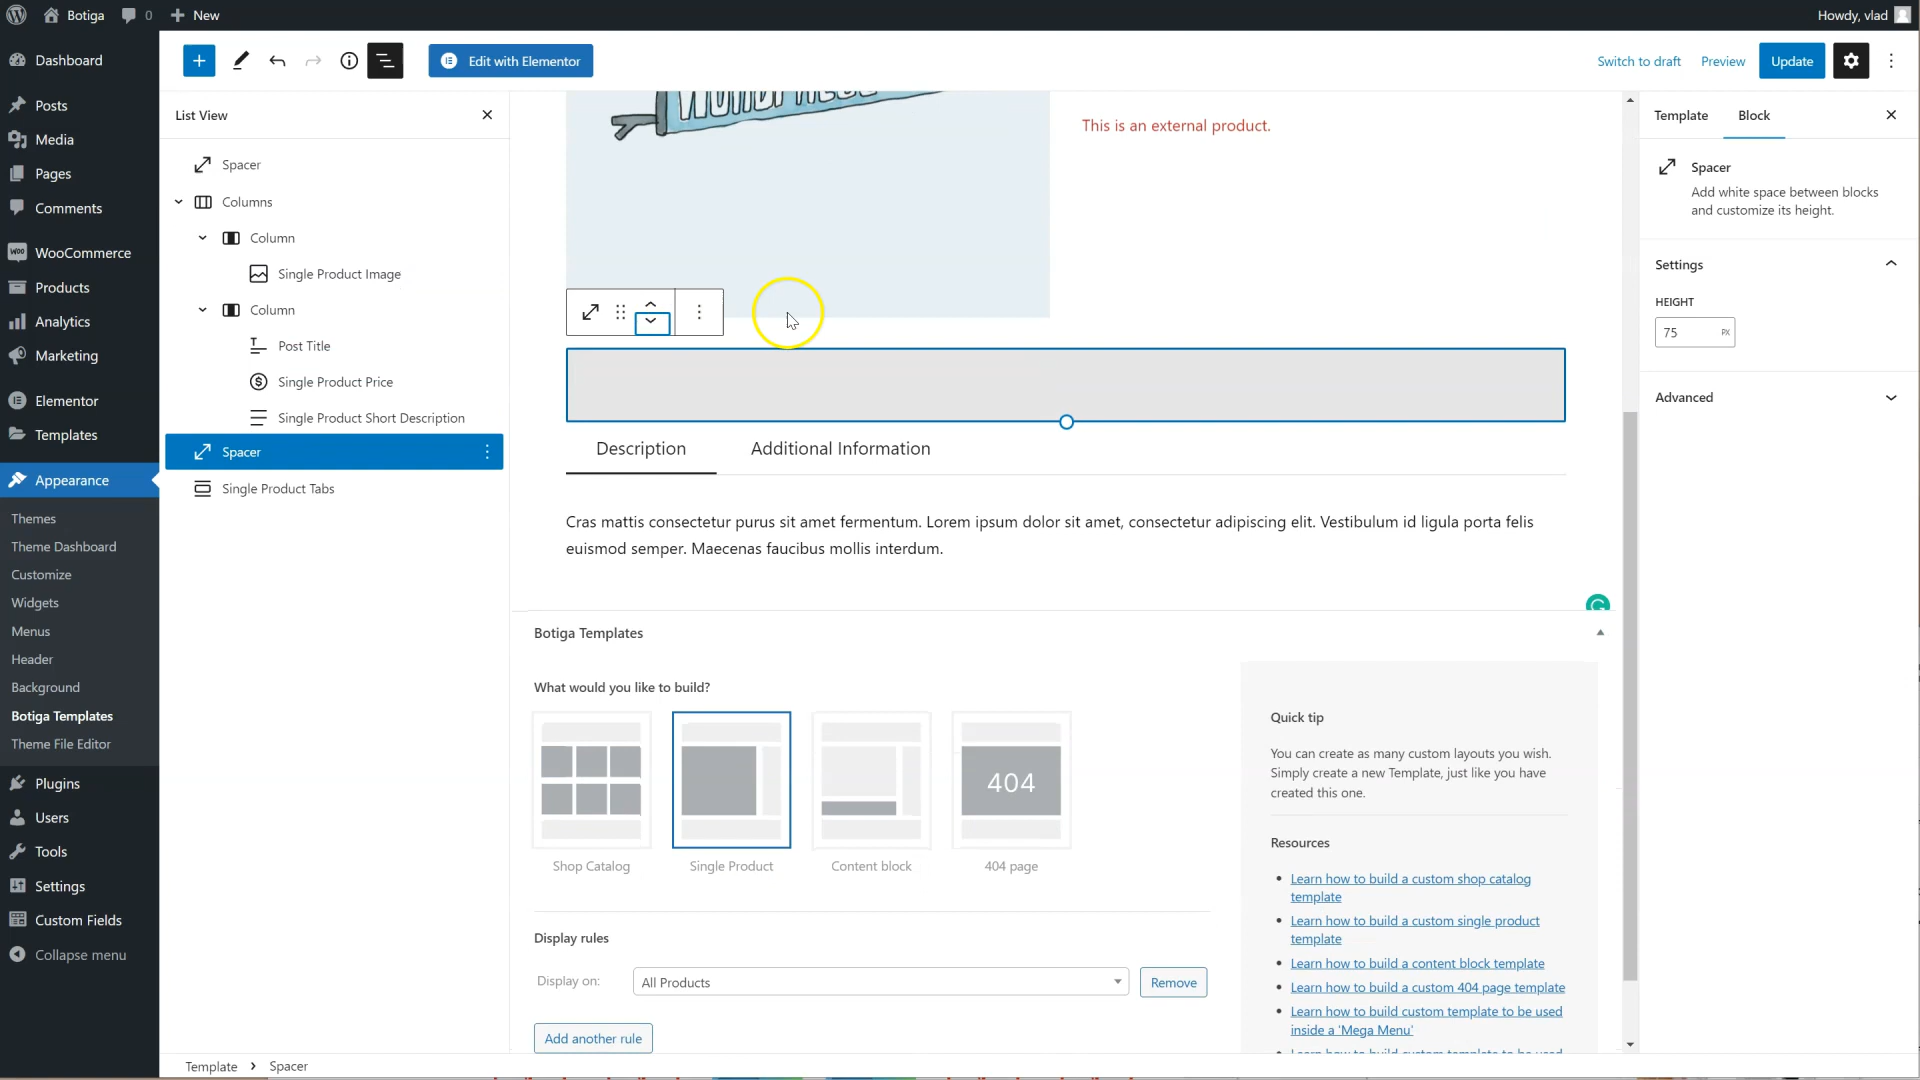 Botiga
0
New
Howdy, vlad
Dashboard
Posts
Media
Pages
Comments
WooCommerce
Products
Analytics
Marketing
Elementor
Templates
Appearance
Themes
Theme Dashboard
Customize
Widgets
Menus
Header
Background
Botiga Templates
Theme File Editor
Plugins
Users
Tools
Settings
Custom Fields
Collapse menu
Edit with Elementor
Switch to draft
Preview
Update
List View
Spacer
Columns
Column
Single Product Image
Column
Post Title
Single Product Price
Single Product Short Description
Spacer
Single Product Tabs
WORDPRESS
This is an external product.
Description
Additional Information
Cras mattis consectetur purus sit amet fermentum. Lorem ipsum dolor sit amet, consectetur adipiscing elit. Vestibulum id ligula porta felis
euismod semper. Maecenas faucibus mollis interdum.
Botiga Templates
What would you like to build?
404
Shop Catalog
Single Product
Content block
404 page
Display rules
Display on:
All Products
Remove
Add another rule
Quick tip
You can create as many custom layouts you wish.
Simply create a new Template, just like you have
created this one.
Resources
Learn how to build a custom shop catalog
template
Learn how to build a custom single product
template
Learn how to build a content block template
Learn how to build a custom 404 page template
Learn how to build custom template to be used
inside a 'Mega Menu'
Learn how to build custom template to be used
Template
Block
Spacer
Add white space between blocks
and customize its height.
Settings
HEIGHT
75
PX
Advanced
Template
Spacer